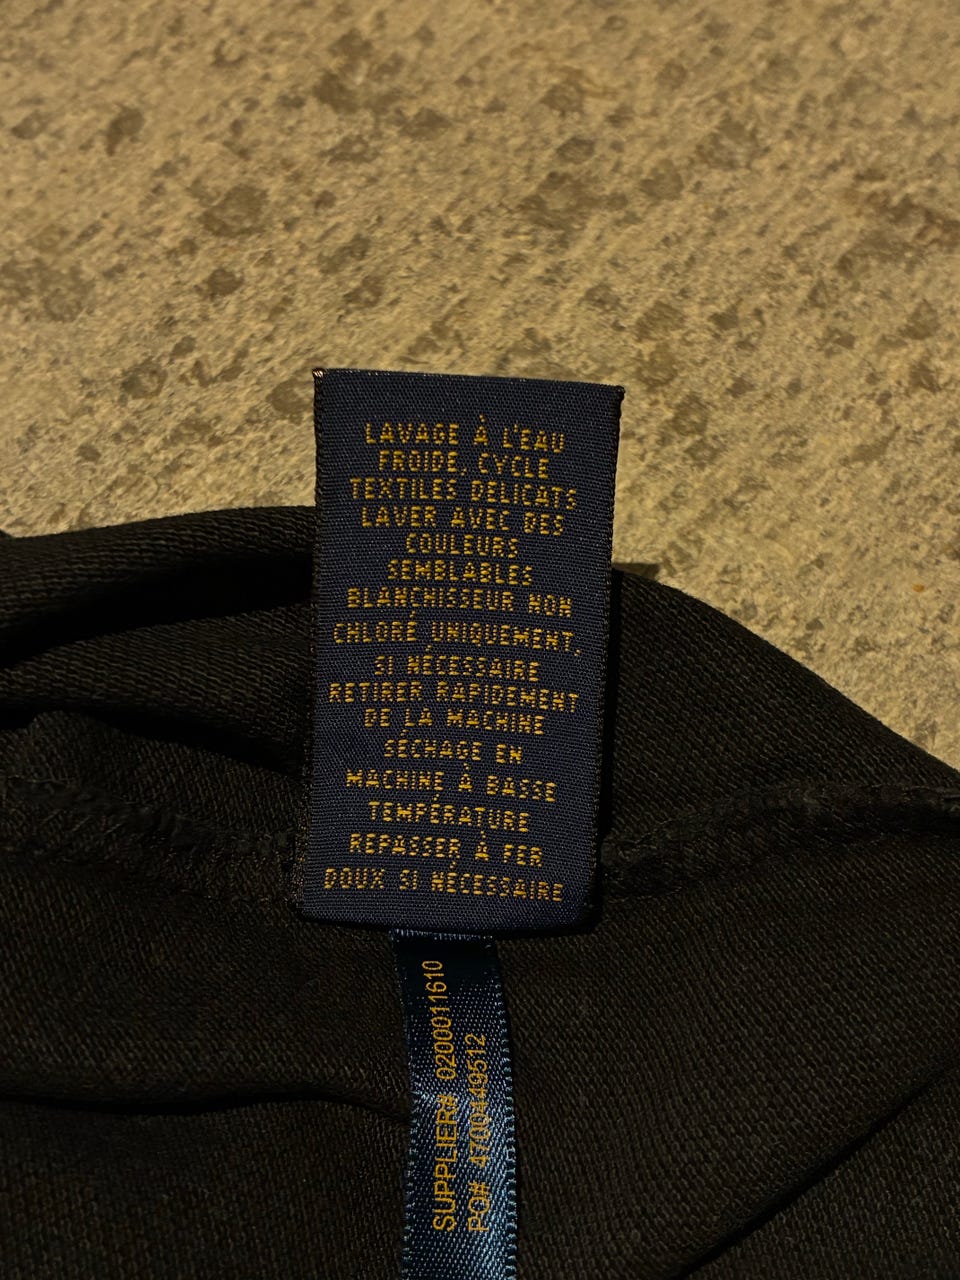 LAVAGE À L'EAU
FROIDE, CYCLE
TEXTILES DÉLICATS
LAVER AVEC DES
COULEURS
SEMBLABLES
BLANCHISSEUR NON
CHLORÉ UNIQUEMENT,
SI NÉCESSAIRE
RETIRER RAPIDEMENT
DE LA MACHINE
SÉCHAGE EN
MACHINE À BASSE
TEMPÉRATURE
REPASSER À FER
DOUX SI NÉCESSAIRE
SUPPLIER# 0200011610
PO# 4700449512